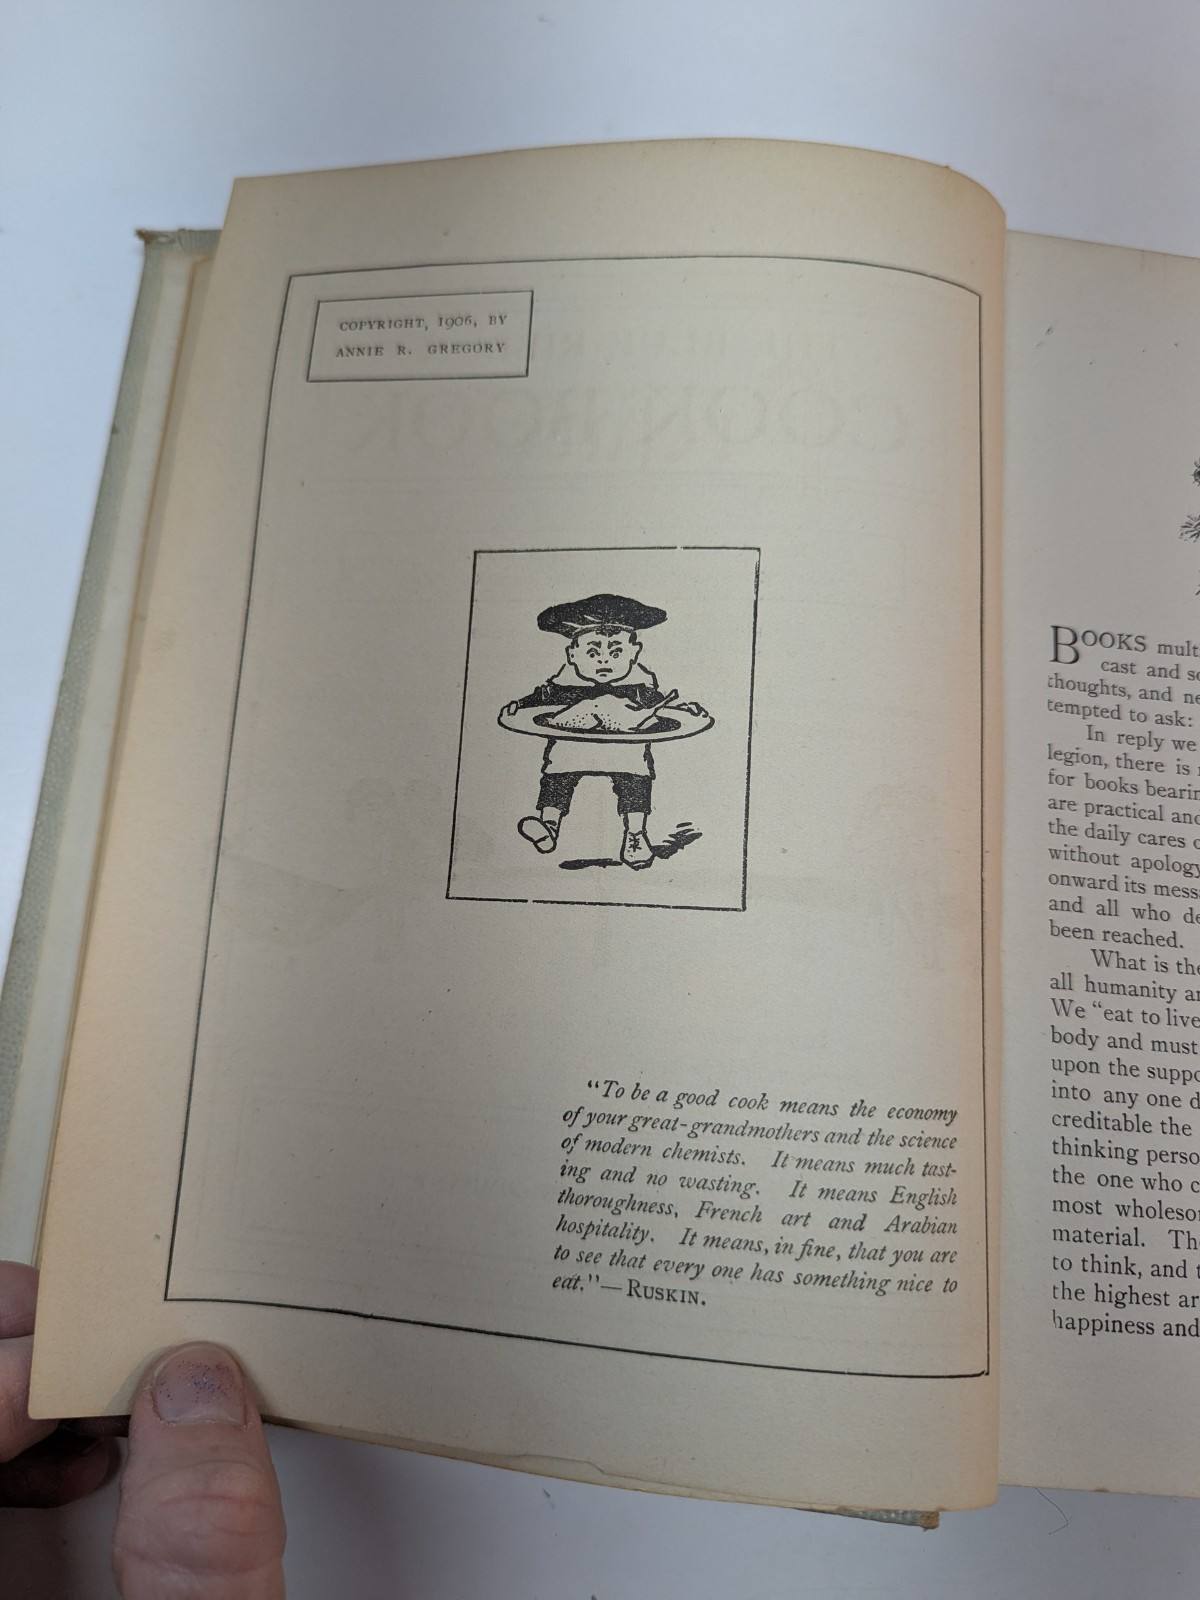 COPYRIGHT, 1906, BY
ANNIE R. GREGORY
COOK BOOK
"To be a good cook means the economy
of your great-grandmothers and the science
of modern chemists. It means much tast-
ing and no wasting. It means English
thoroughness, French art and Arabian
hospitality. It means, in fine, that you are
to see that every one has something nice to
eat."—RUSKIN.
BOOKS mult
cast and so
thoughts, and ne
tempted to ask:
In reply we
legion, there is
for books bearin
are practical and
the daily cares
without apology
onward its mess
and all who de
been reached.
What is the
all humanity an
We "eat to live
body and must
upon the suppo
into any one d
creditable the
thinking perso
the one who c
most wholeso
material. Th
to think, and t
the highest ar
happiness and